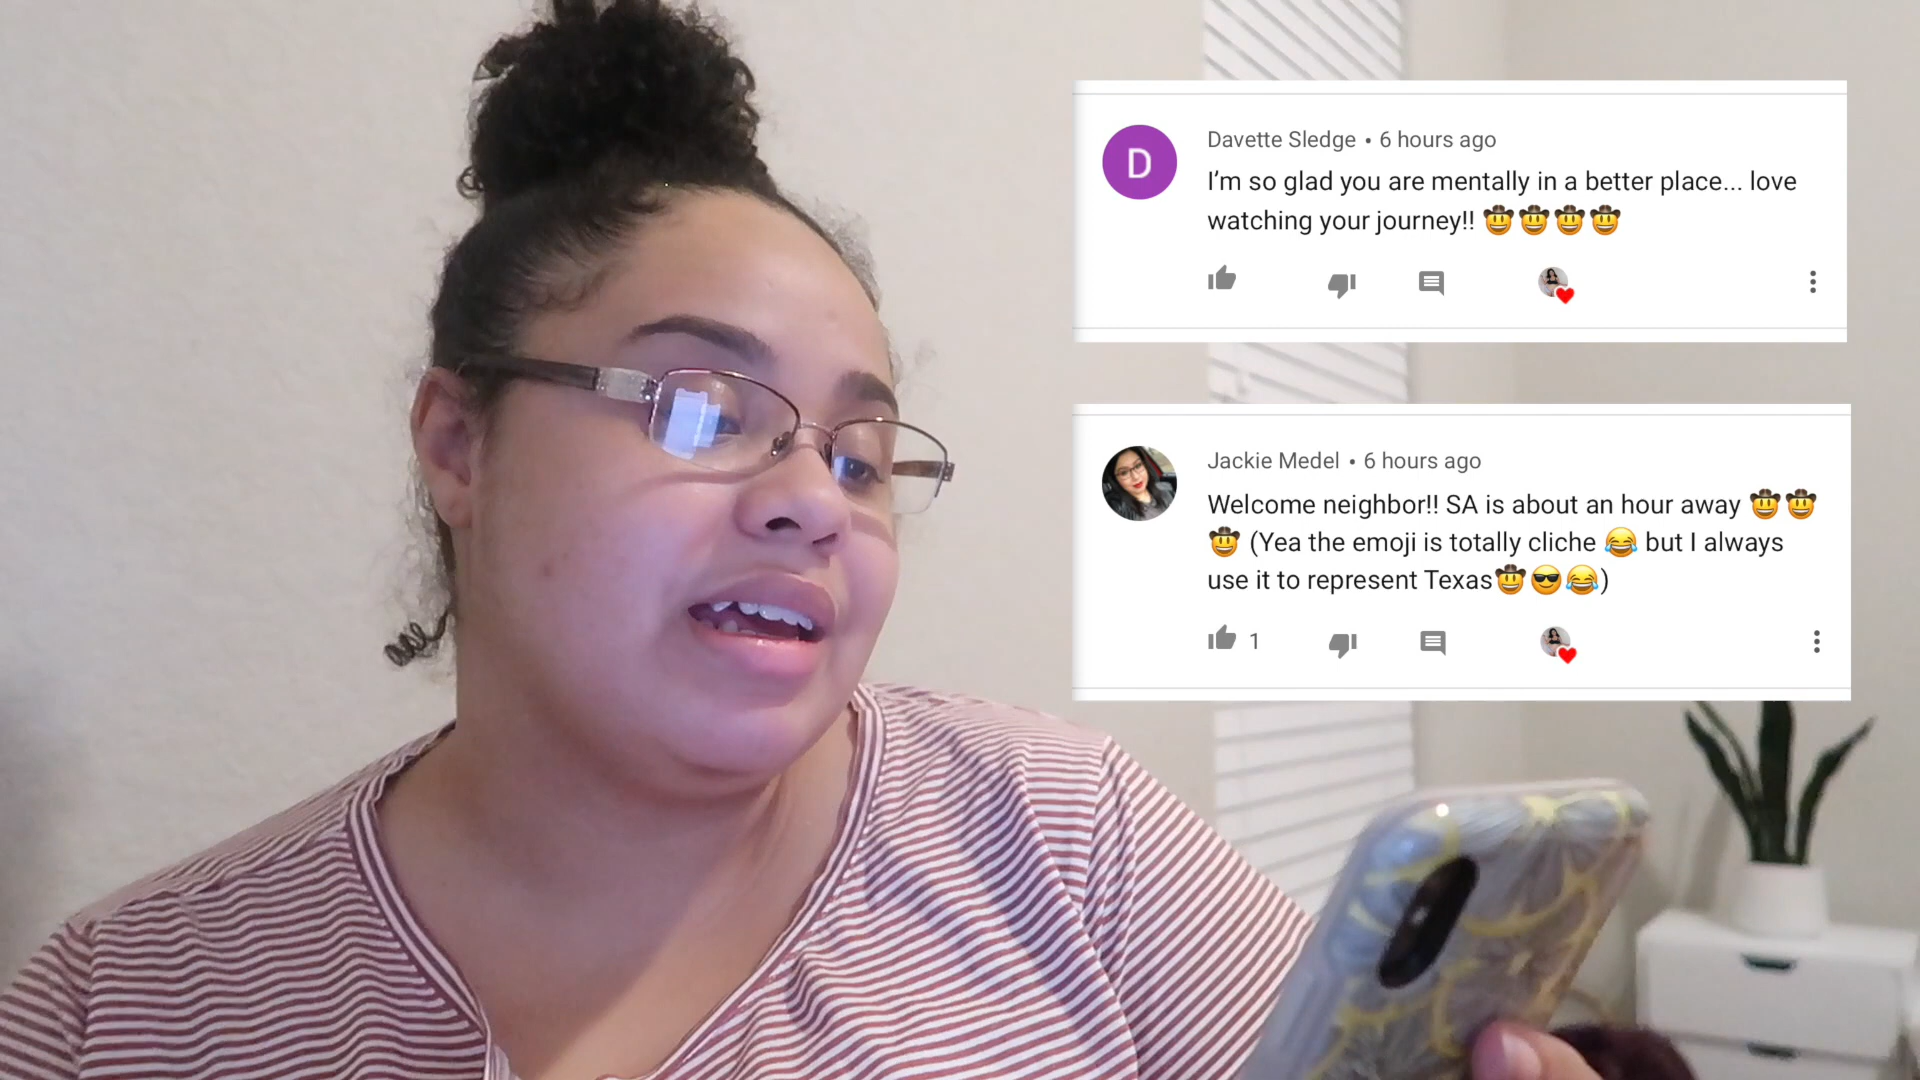 D
Davette Sledge • 6 hours ago
I'm so glad you are mentally in a better place... love
watching your journey!! 🤠🤠🤠🤠
Jackie Medel • 6 hours ago
Welcome neighbor!! SA is about an hour away 🤠🤠
🤠 (Yea the emoji is totally cliche 😂 but I always
use it to represent Texas🤠😎😂)
1